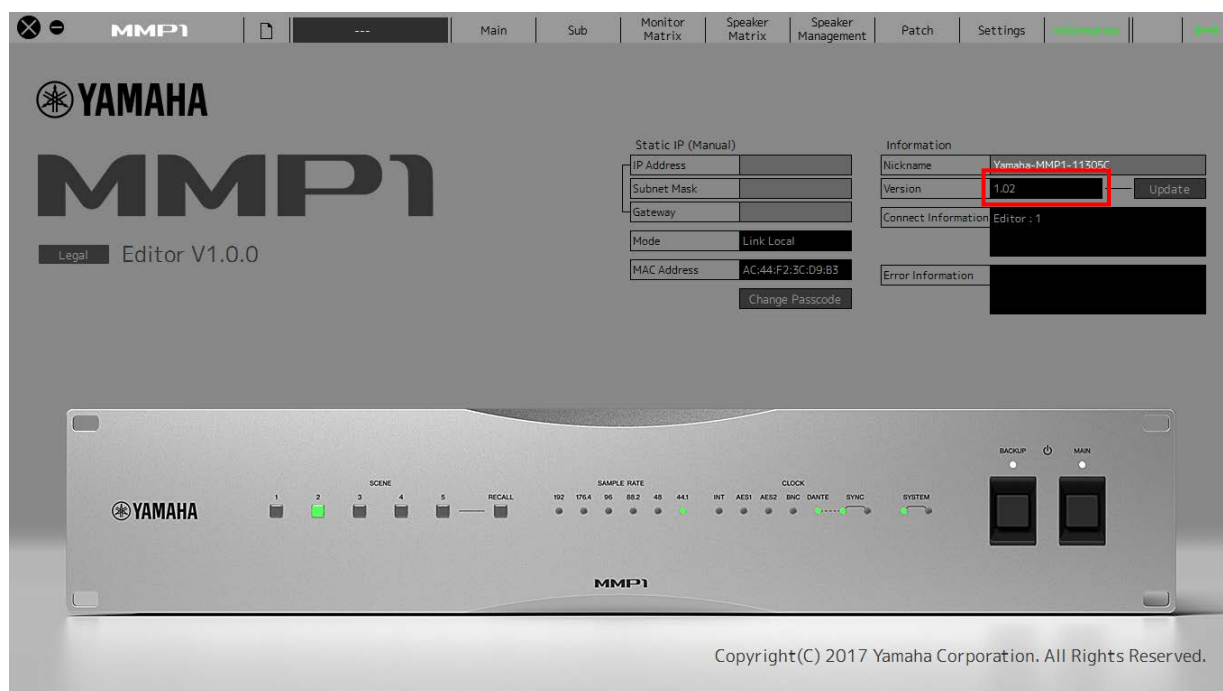 MMP1 --- Main Sub Monitor Matrix Speaker Matrix Speaker Management Patch Settings Information
YAMAHA
MMP1
Legal Editor V1.0.0
Static IP (Manual)
IP Address
Subnet Mask
Gateway
Mode Link Local
MAC Address AC:44:F2:3C:D9:B3
Change Passcode
Information
Nickname Yamaha-MMP1-11305C
Version 1.02 Update
Connect Information Editor : 1
Error Information
SCENE
1 2 3 4 5 RECALL
SAMPLE RATE
192 176.4 96 88.2 48 44.1
CLOCK
INT AES1 AES2 BNC DANTE SYNC
SYSTEM
BACKUP MAIN
YAMAHA
MMP1
Copyright(C) 2017 Yamaha Corporation. All Rights Reserved.